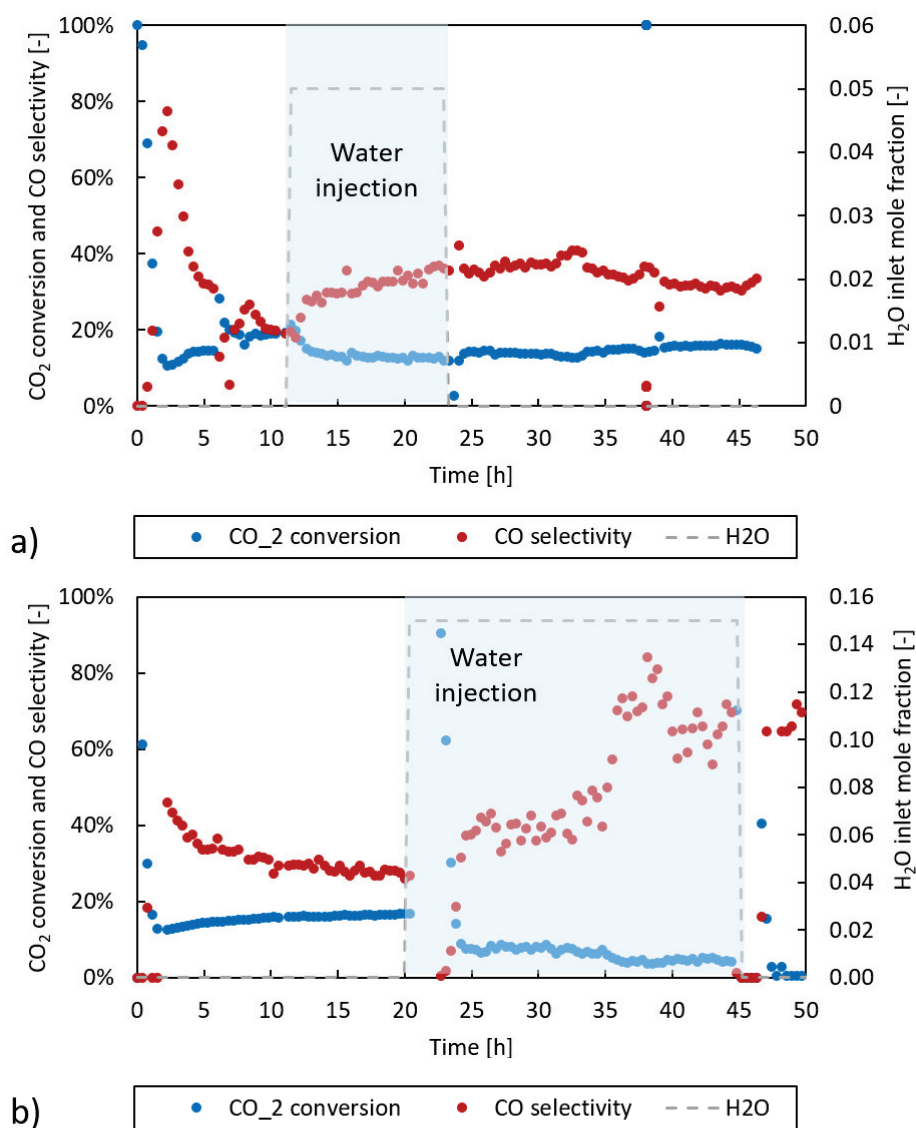 100%
80%
60%
40%
20%
0%
CO₂ conversion and CO selectivity [-]
Water
injection
0.06
0.05
0.04
0.03
0.02
0.01
0
H₂O inlet mole fraction [-]
0 5 10 15 20 25 30 35 40 45 50
Time [h]
a)
CO_2 conversion CO selectivity H2O
100%
80%
60%
40%
20%
0%
CO₂ conversion and CO selectivity [-]
Water
injection
0.16
0.14
0.12
0.10
0.08
0.06
0.04
0.02
0.00
H₂O inlet mole fraction [-]
0 5 10 15 20 25 30 35 40 45 50
Time [h]
b)
CO_2 conversion CO selectivity H2O